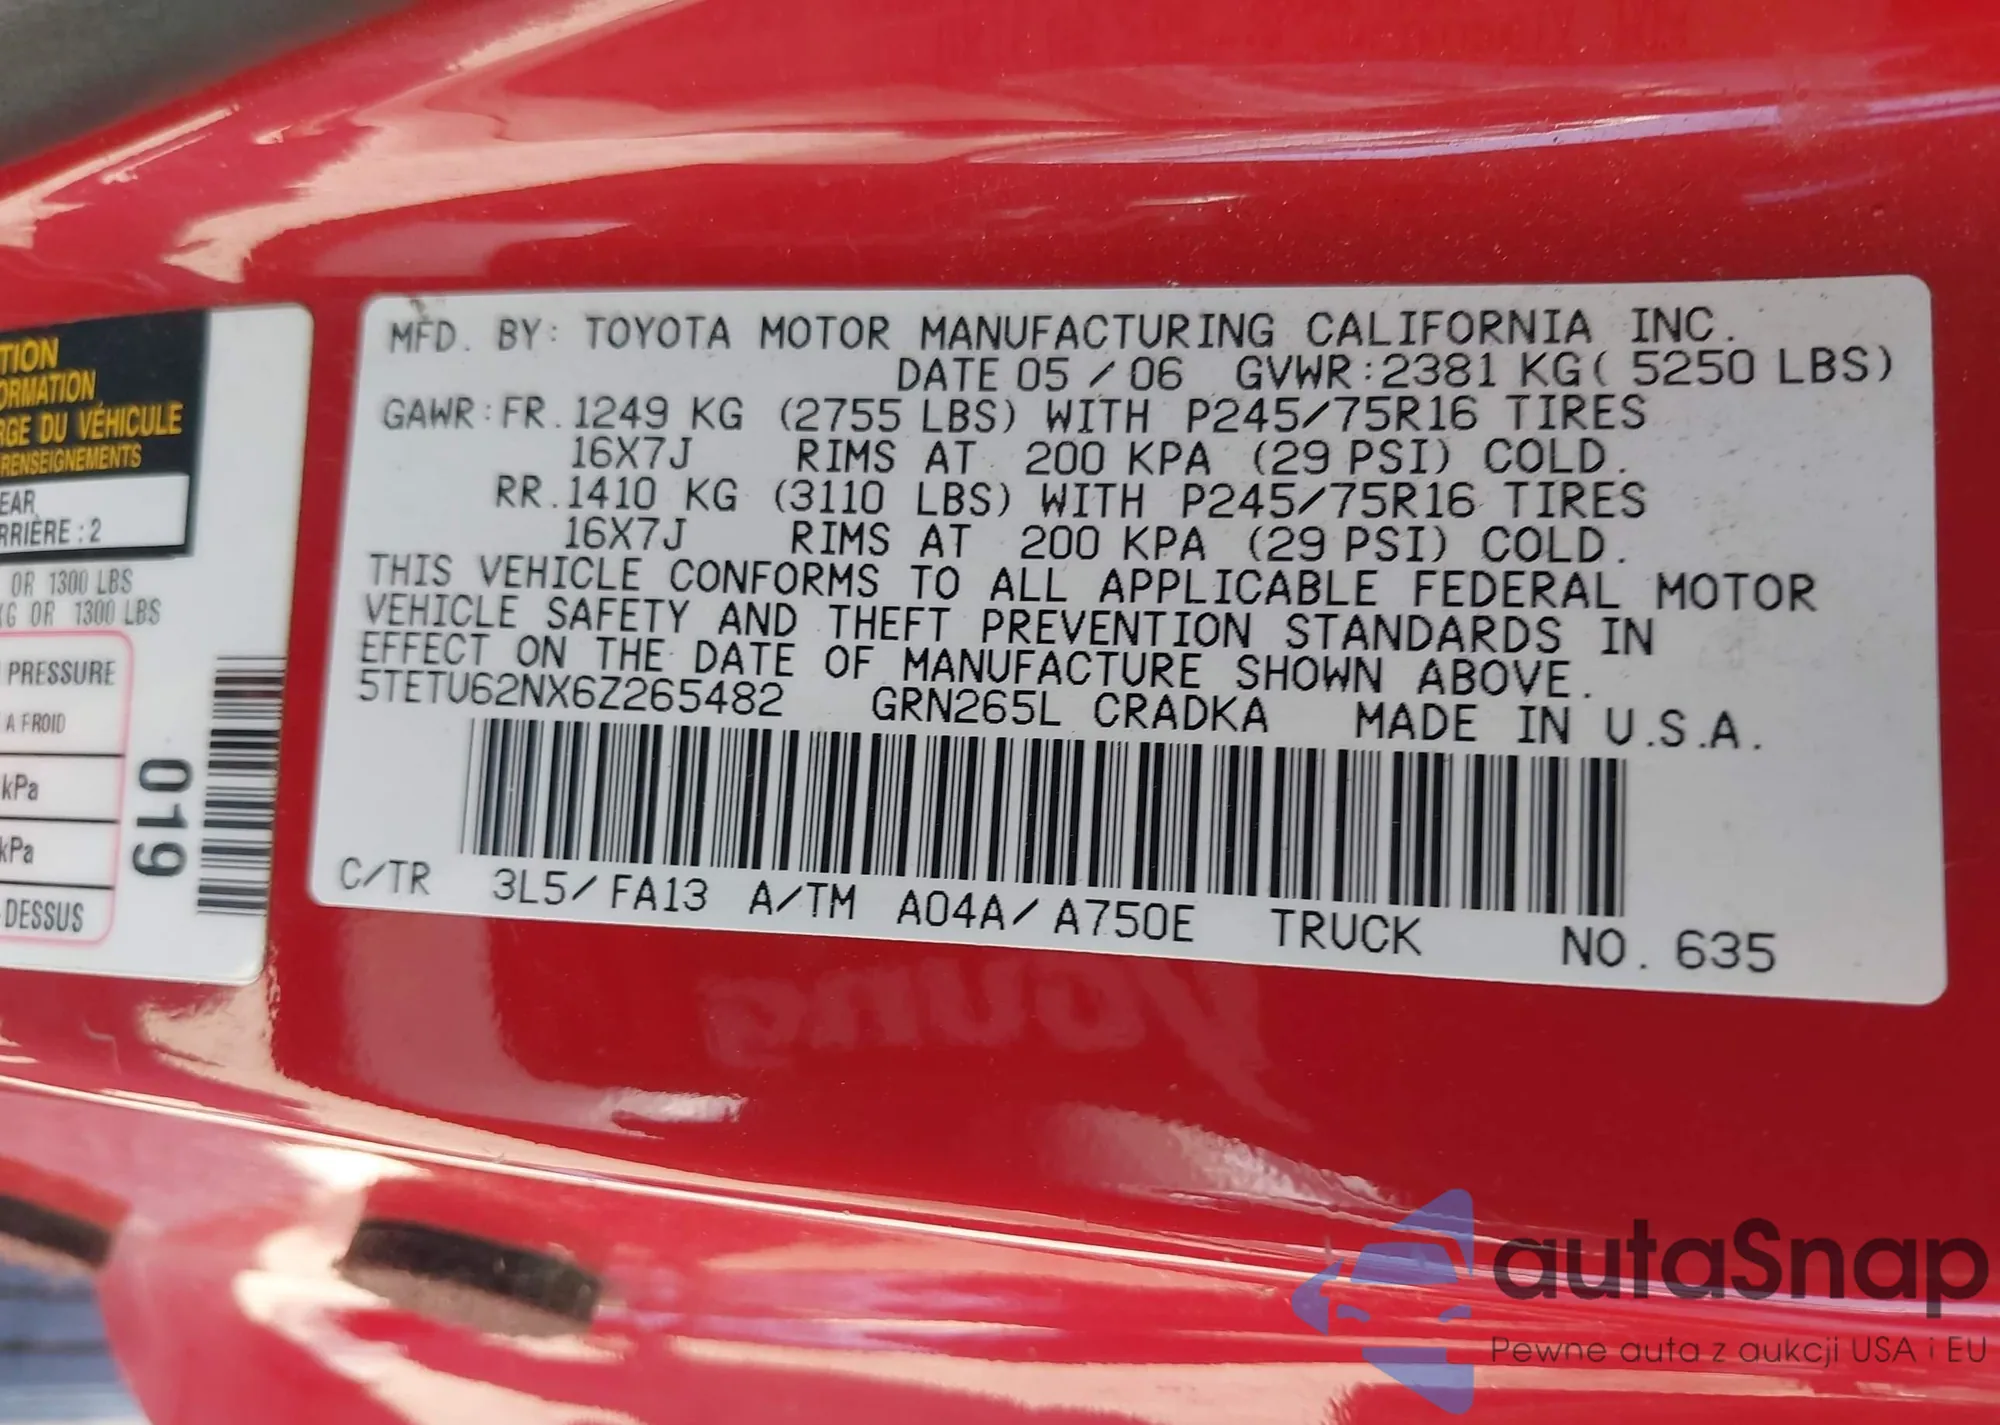 TION
ORMATION
RGE DU VÉHICULE
RENSEIGNEMENTS
EAR
RRIÈRE : 2
OR 1300 LBS
KG OR 1300 LBS
PRESSURE
A FROID
kPa
kPa
DESSUS
019
MFD. BY: TOYOTA MOTOR MANUFACTURING CALIFORNIA INC.
DATE 05 / 06 GVWR:2381 KG( 5250 LBS)
GAWR:FR.1249 KG (2755 LBS) WITH P245/75R16 TIRES
16X7J RIMS AT 200 KPA (29 PSI) COLD.
RR.1410 KG (3110 LBS) WITH P245/75R16 TIRES
16X7J RIMS AT 200 KPA (29 PSI) COLD.
THIS VEHICLE CONFORMS TO ALL APPLICABLE FEDERAL MOTOR
VEHICLE SAFETY AND THEFT PREVENTION STANDARDS IN
EFFECT ON THE DATE OF MANUFACTURE SHOWN ABOVE.
5TETU62NX6Z265482 GRN265L CRADKA MADE IN U.S.A.
C/TR 3L5/ FA13 A/TM A04A/ A750E TRUCK NO. 635
Young
autaSnap
Pewne auta z aukcji USA i EU